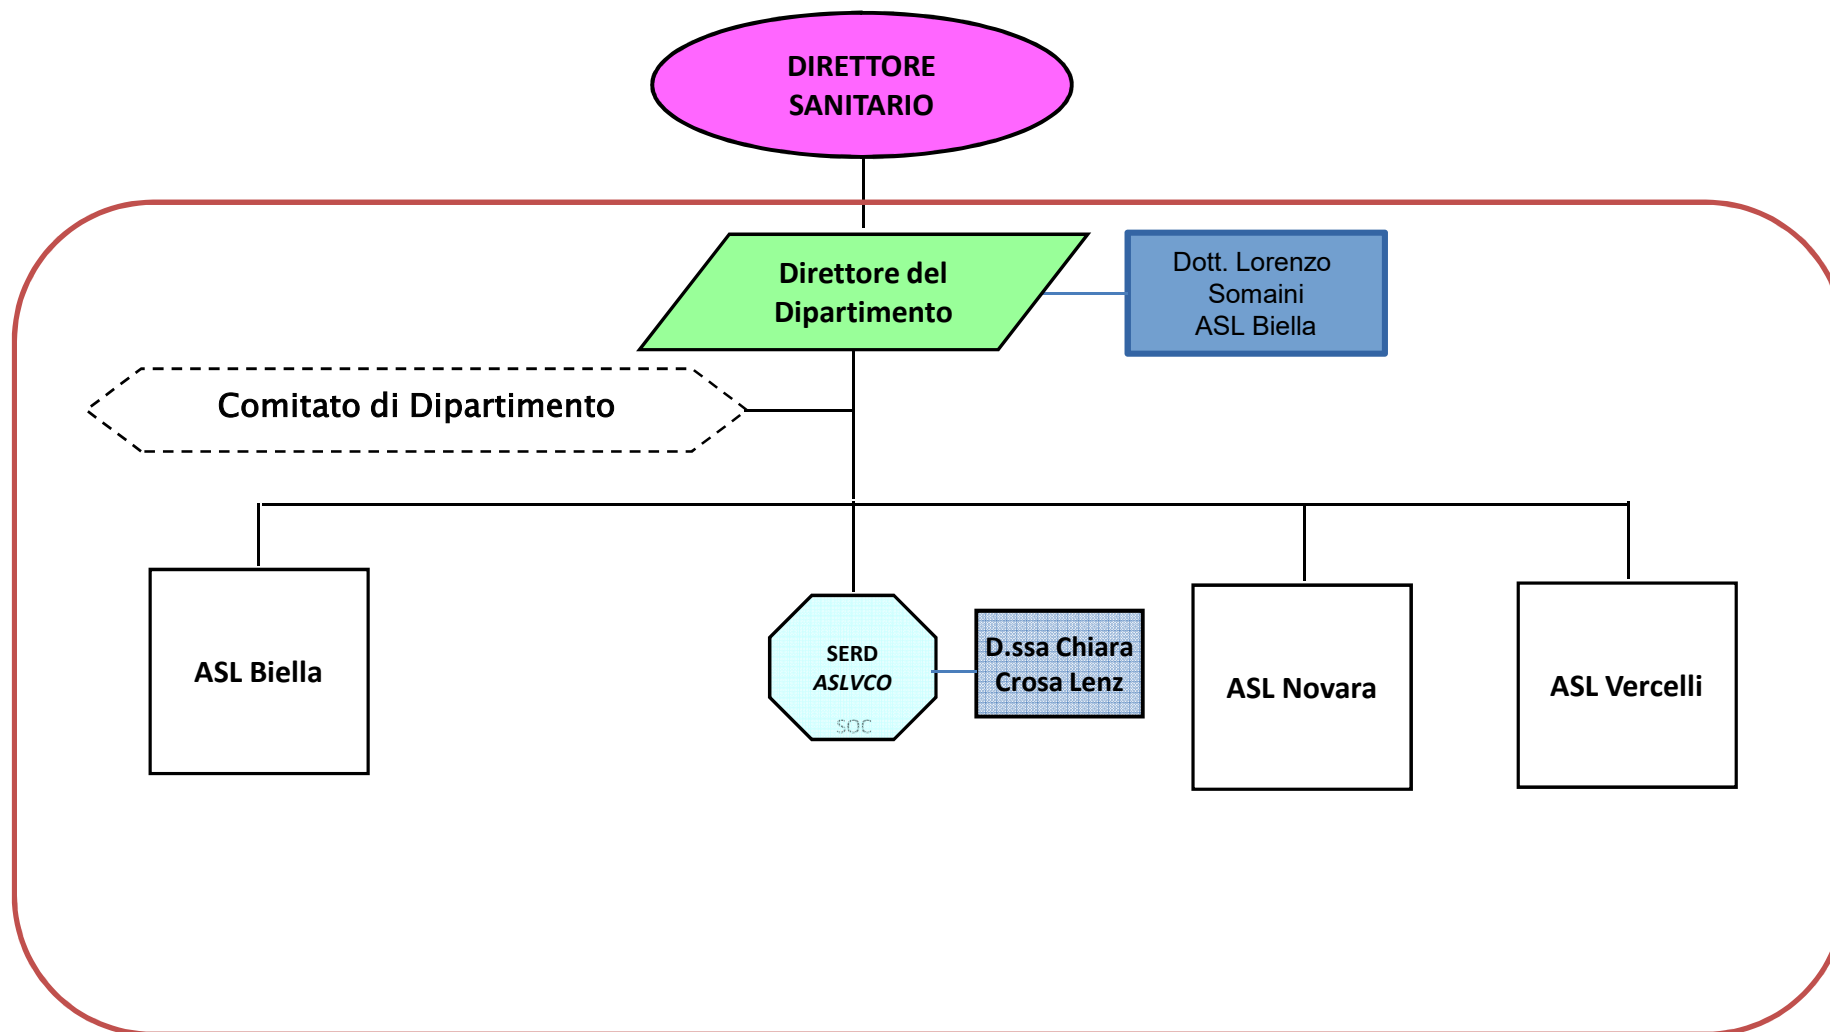 DIRETTORE
SANITARIO
Direttore del
Dipartimento
Dott. Lorenzo
Somaini
ASL Biella
Comitato di Dipartimento
ASL Biella
SERD
ASLVCO
SOC
D.ssa Chiara
Crosa Lenz
ASL Novara
ASL Vercelli